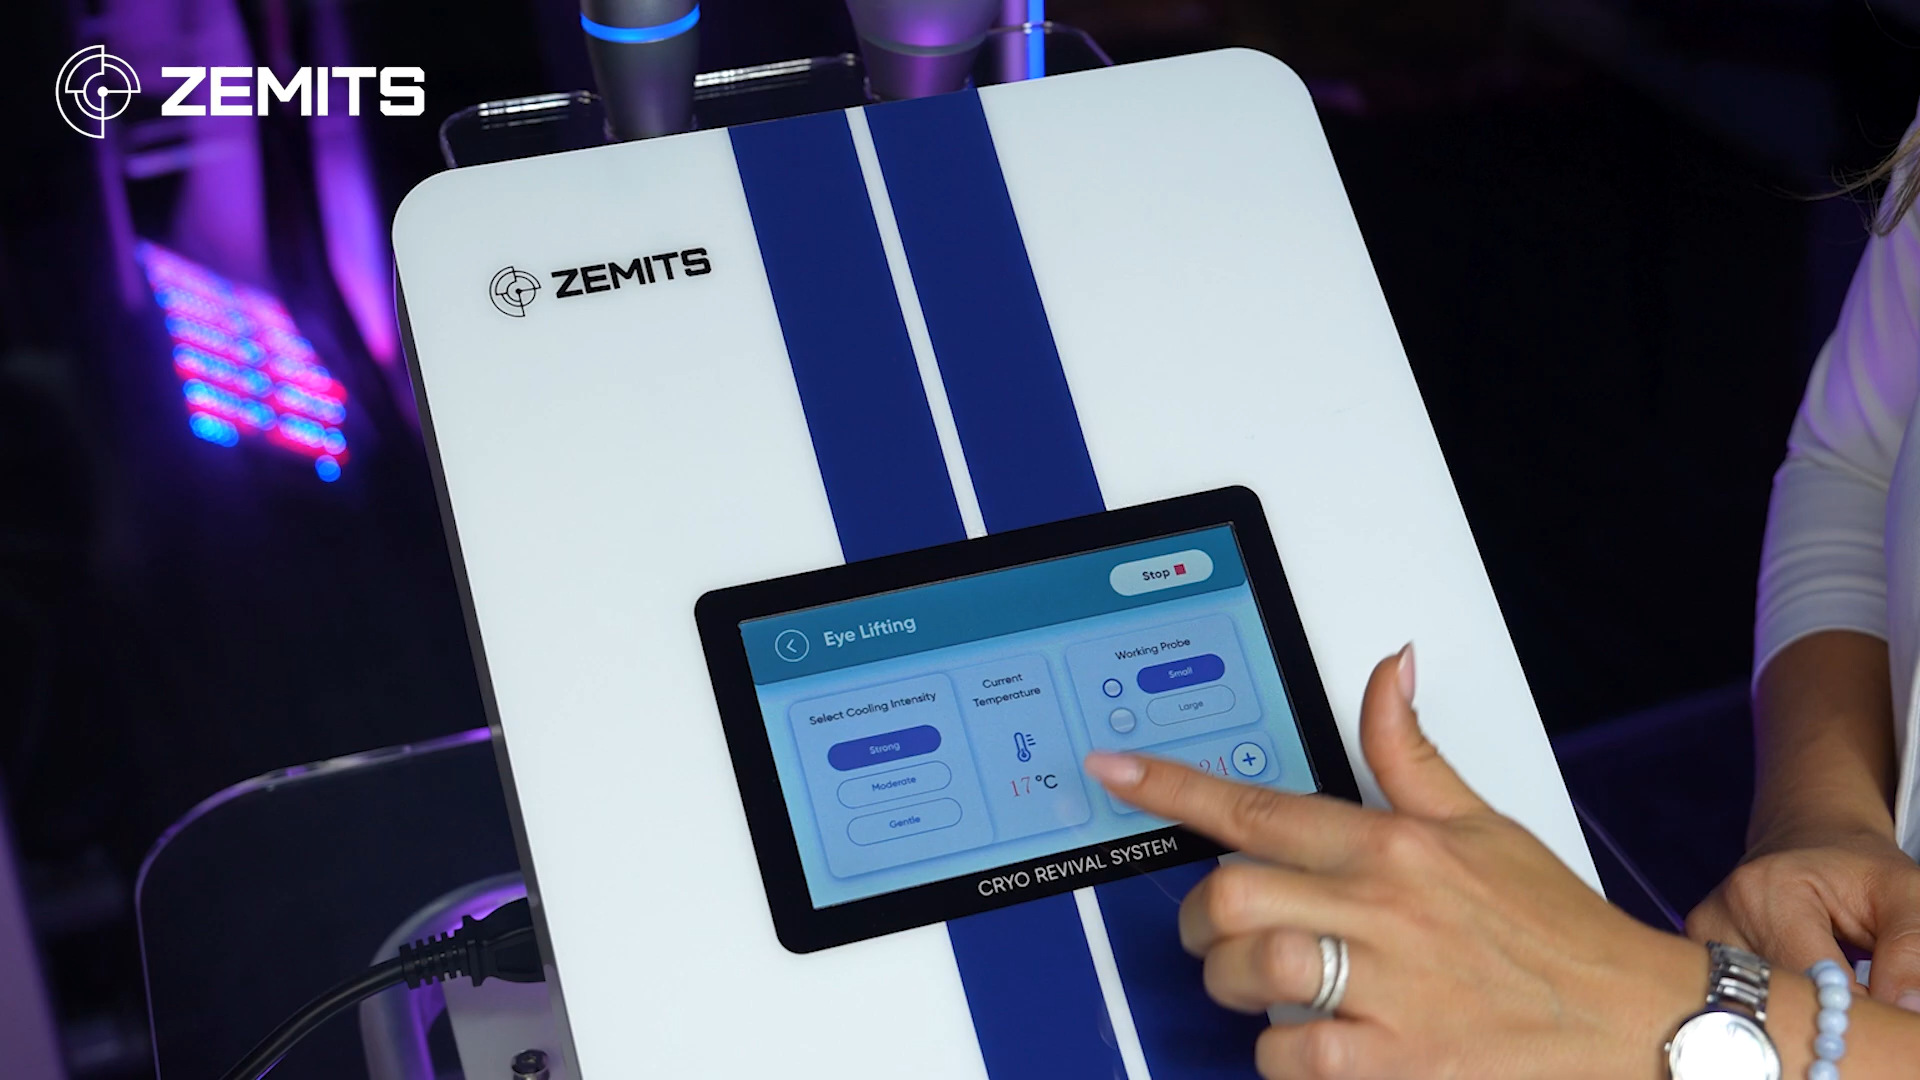 ZEMITS
ZEMITS
Stop
Eye Lifting
Select Cooling Intensity
Strong
Moderate
Gentle
Current
Temperature
17 °C
Working Probe
Small
Large
24 +
CRYO REVIVAL SYSTEM